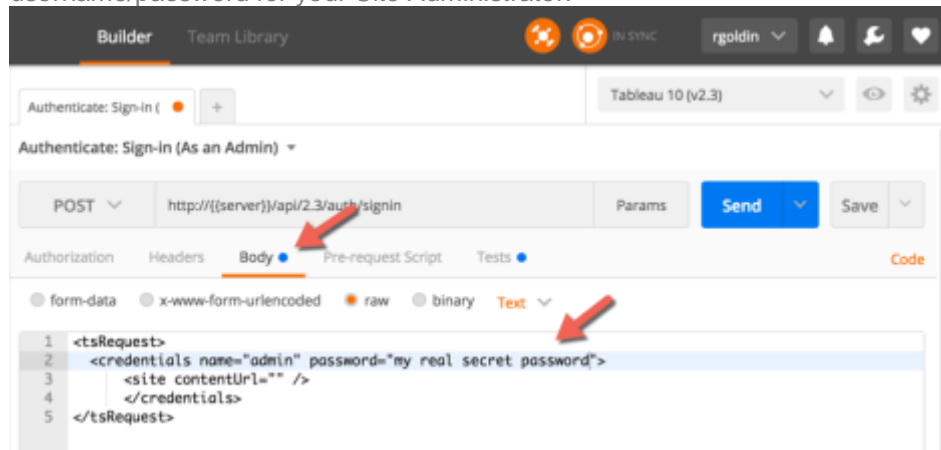 username/password for your Site Administrator.
Builder Team Library IN SYNC rgoldin
Authenticate: Sign-in ( + Tableau 10 (v2.3)
Authenticate: Sign-in (As an Admin)
POST http://{{server}}/api/2.3/auth/signin Params Send Save
Authorization Headers Body Pre-request Script Tests Code
form-data x-www-form-urlencoded raw binary Text
1 <tsRequest>
2 <credentials name="admin" password="my real secret password">
3 <site contentUrl="" />
4 </credentials>
5 </tsRequest>